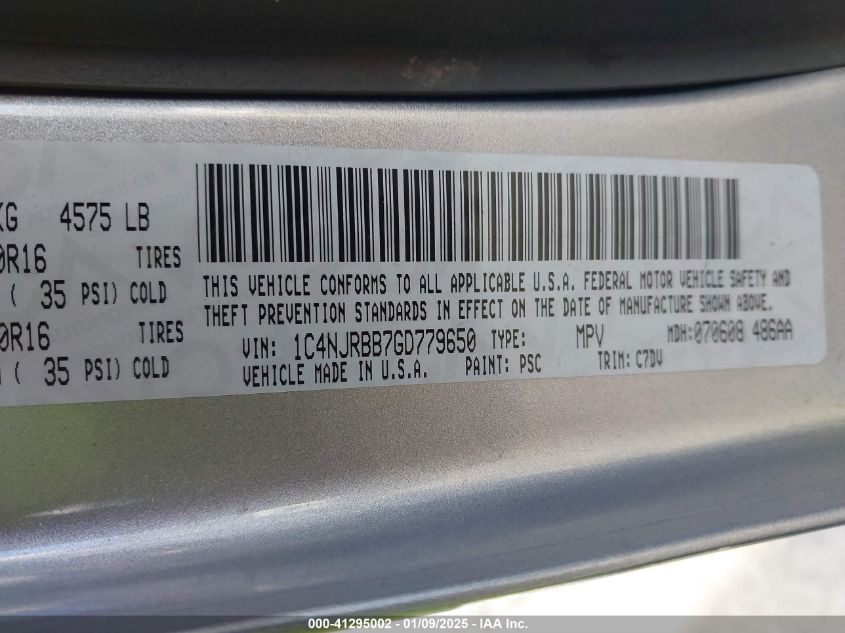 KG 4575 LB
0R16 TIRES
( 35 PSI) COLD
0R16 TIRES
( 35 PSI) COLD
THIS VEHICLE CONFORMS TO ALL APPLICABLE U.S.A. FEDERAL MOTOR VEHICLE SAFETY AND
THEFT PREVENTION STANDARDS IN EFFECT ON THE DATE OF MANUFACTURE SHOWN ABOVE.
VIN: 1C4NJRBB7GD779650 TYPE: MPV MDH:070608 486AA
VEHICLE MADE IN U.S.A. PAINT: PSC TRIM: C7DV
000-41295002 - 01/09/2025 - IAA Inc.